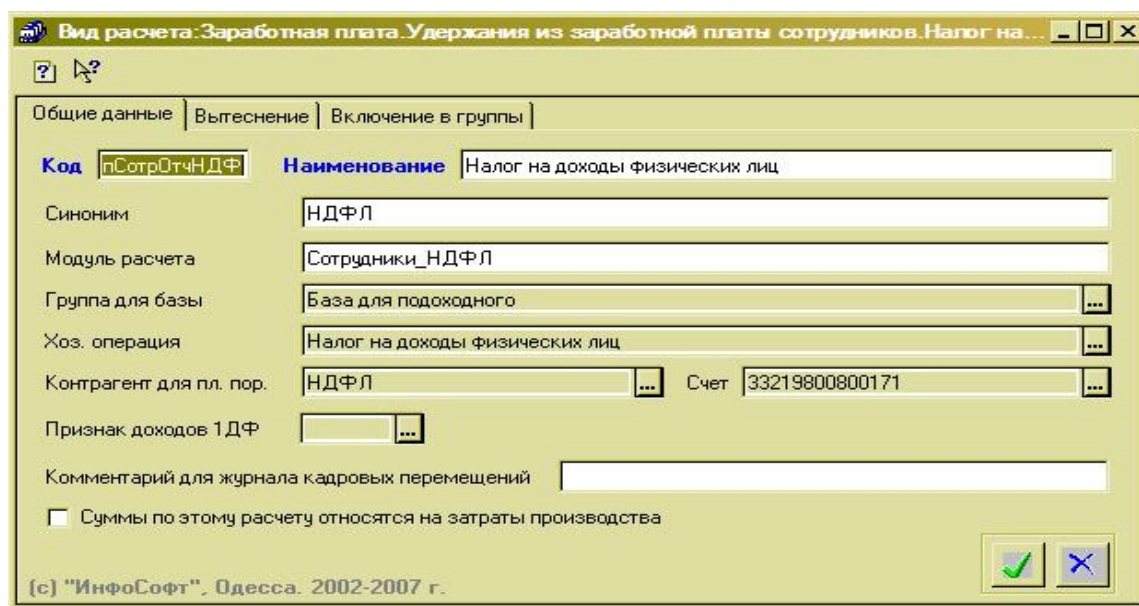 Вид расчета:Заработная плата.Удержания из заработной платы сотрудников.Налог на...
Общие данные Вытеснение Включение в группы
Код пСотрОтчНДФ Наименование Налог на доходы физических лиц
Синоним НДФЛ
Модуль расчета Сотрудники_НДФЛ
Группа для базы База для подоходного ...
Хоз. операция Налог на доходы физических лиц ...
Контрагент для пл. пор. НДФЛ ... Счет 33219800800171 ...
Признак доходов 1ДФ ...
Комментарий для журнала кадровых перемещений
Суммы по этому расчету относятся на затраты производства
(c) "ИнфоСофт", Одесса. 2002-2007 г.